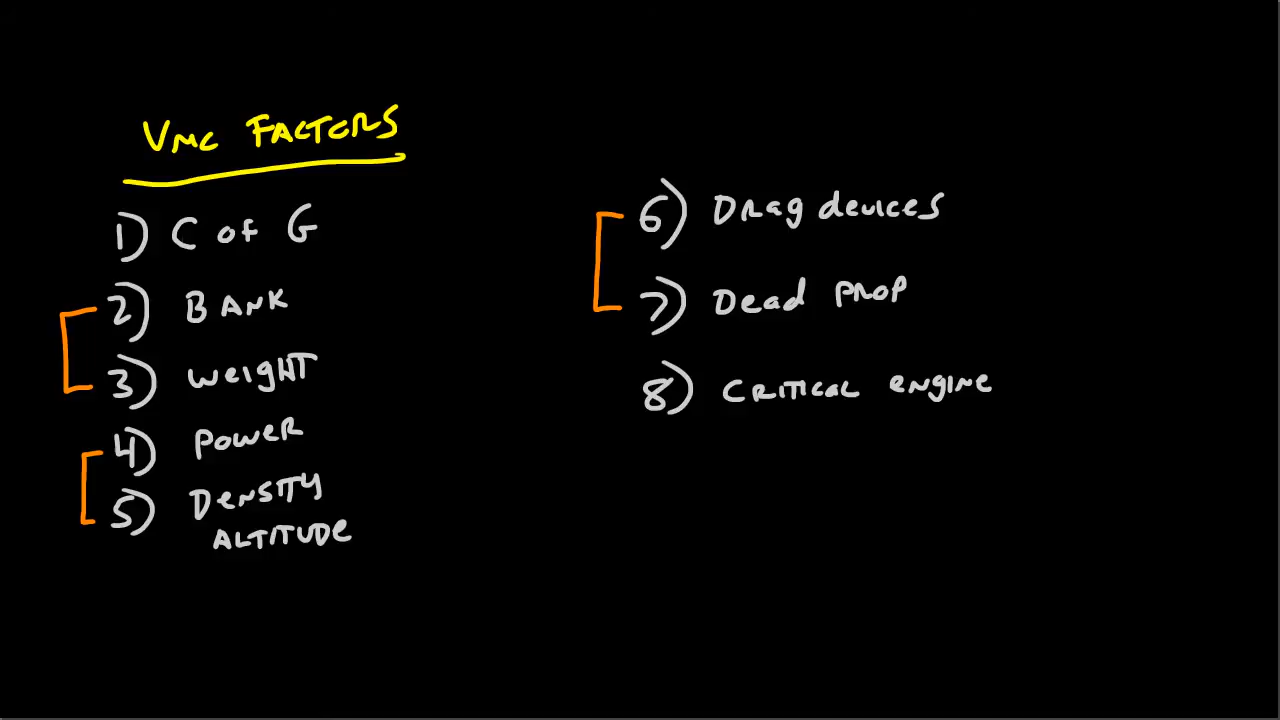 VMC FACTORS
1) C of G
2) BANK
3) weigHT
4) Power
5) Density
ALTITUDe
6) Drag devices
7) Dead prop
8) Critical engine